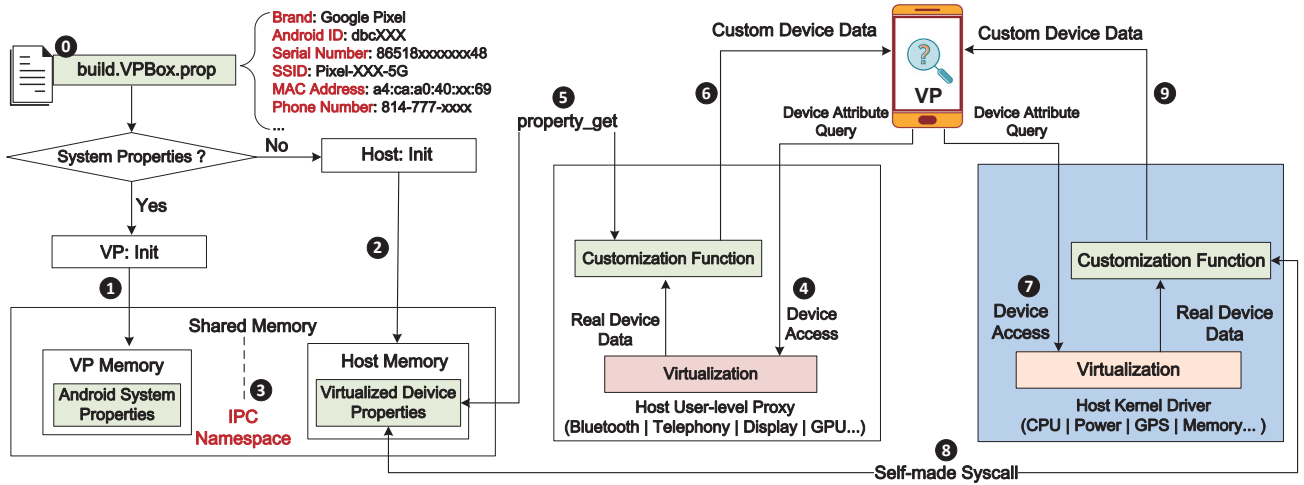 0
build.VPBox.prop
Brand: Google Pixel
Android ID: dbcXXX
Serial Number: 86518xxxxxxx48
SSID: Pixel-XXX-5G
MAC Address: a4:ca:a0:40:xx:69
Phone Number: 814-777-xxxx
...
System Properties ?
No
Host: Init
Yes
VP: Init
1
2
Shared Memory
VP Memory
Android System
Properties
3
IPC
Namespace
Host Memory
Virtualized Deivice
Properties
5
property_get
Custom Device Data
6
Device Attribute
Query
Customization Function
4
Device
Access
Real Device
Data
Virtualization
Host User-level Proxy
(Bluetooth | Telephony | Display | GPU...)
?
VP
Custom Device Data
9
Device Attribute
Query
Customization Function
7
Device
Access
Real Device
Data
Virtualization
Host Kernel Driver
(CPU | Power | GPS | Memory... )
8
Self-made Syscall